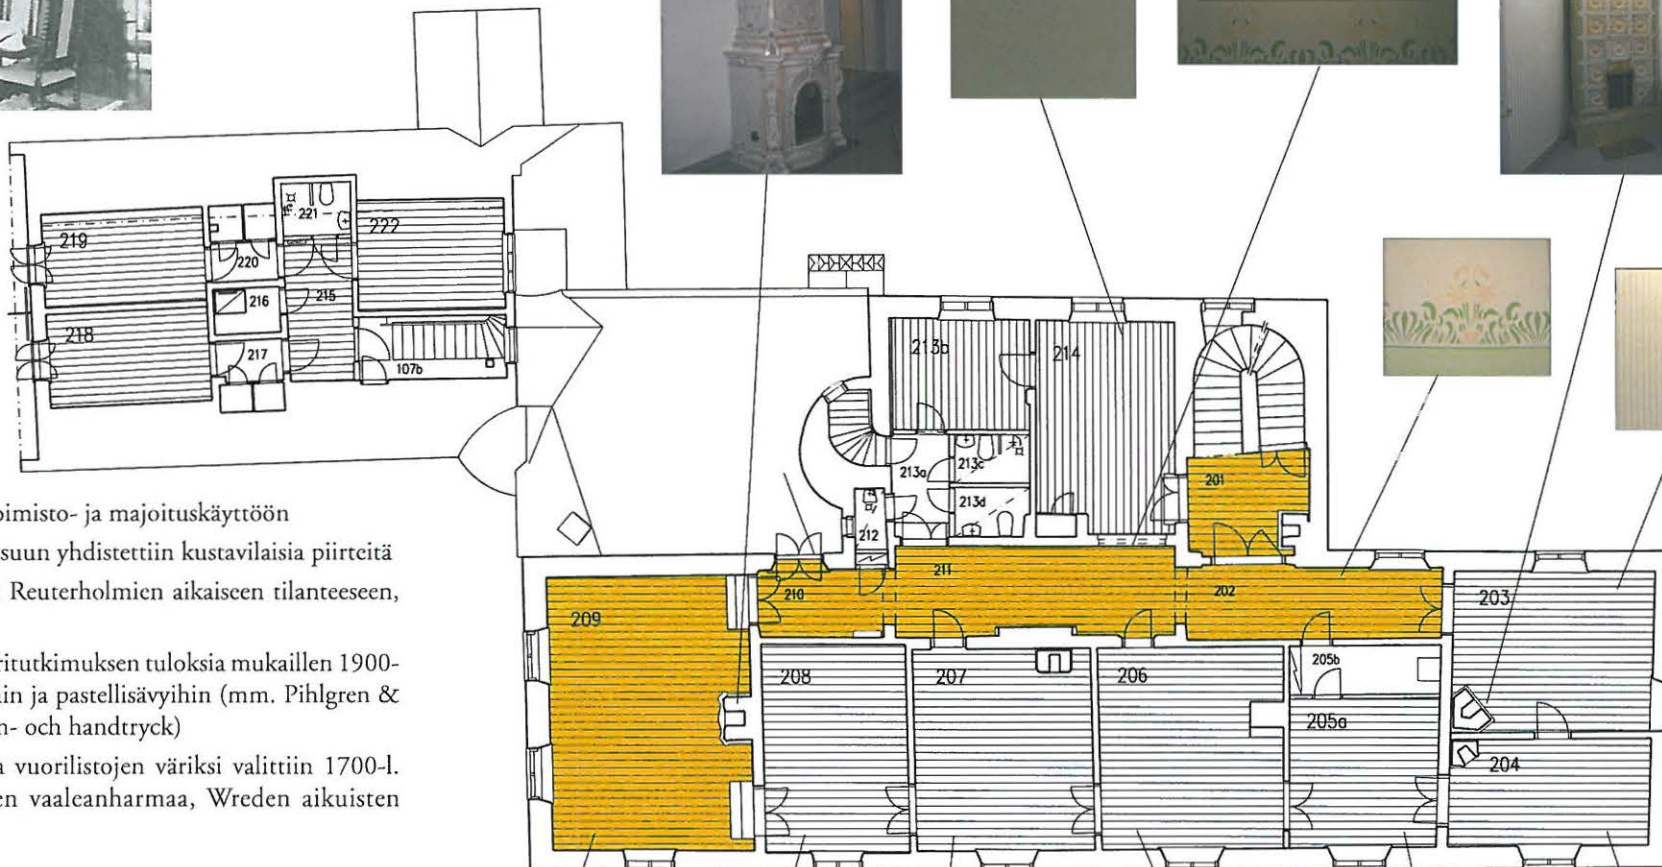 219
221
222
220
216
215
218
217
107b
213b
214
213a
213c
213d
201
212
211
210
202
203
209
208
207
206
205b
205a
204
oimisto- ja majoituskäyttöön
suun yhdistettiin kustavilaisia piirteitä
Reuterholmien aikaiseen tilanteeseen,
ritutkimuksen tuloksia mukaillen 1900-
in ja pastellisävyihin (mm. Pihlgren &
n- och handtryck)
a vuorilistojen väriksi valittiin 1700-l.
en vaaleanharmaa, Wreden aikuisten